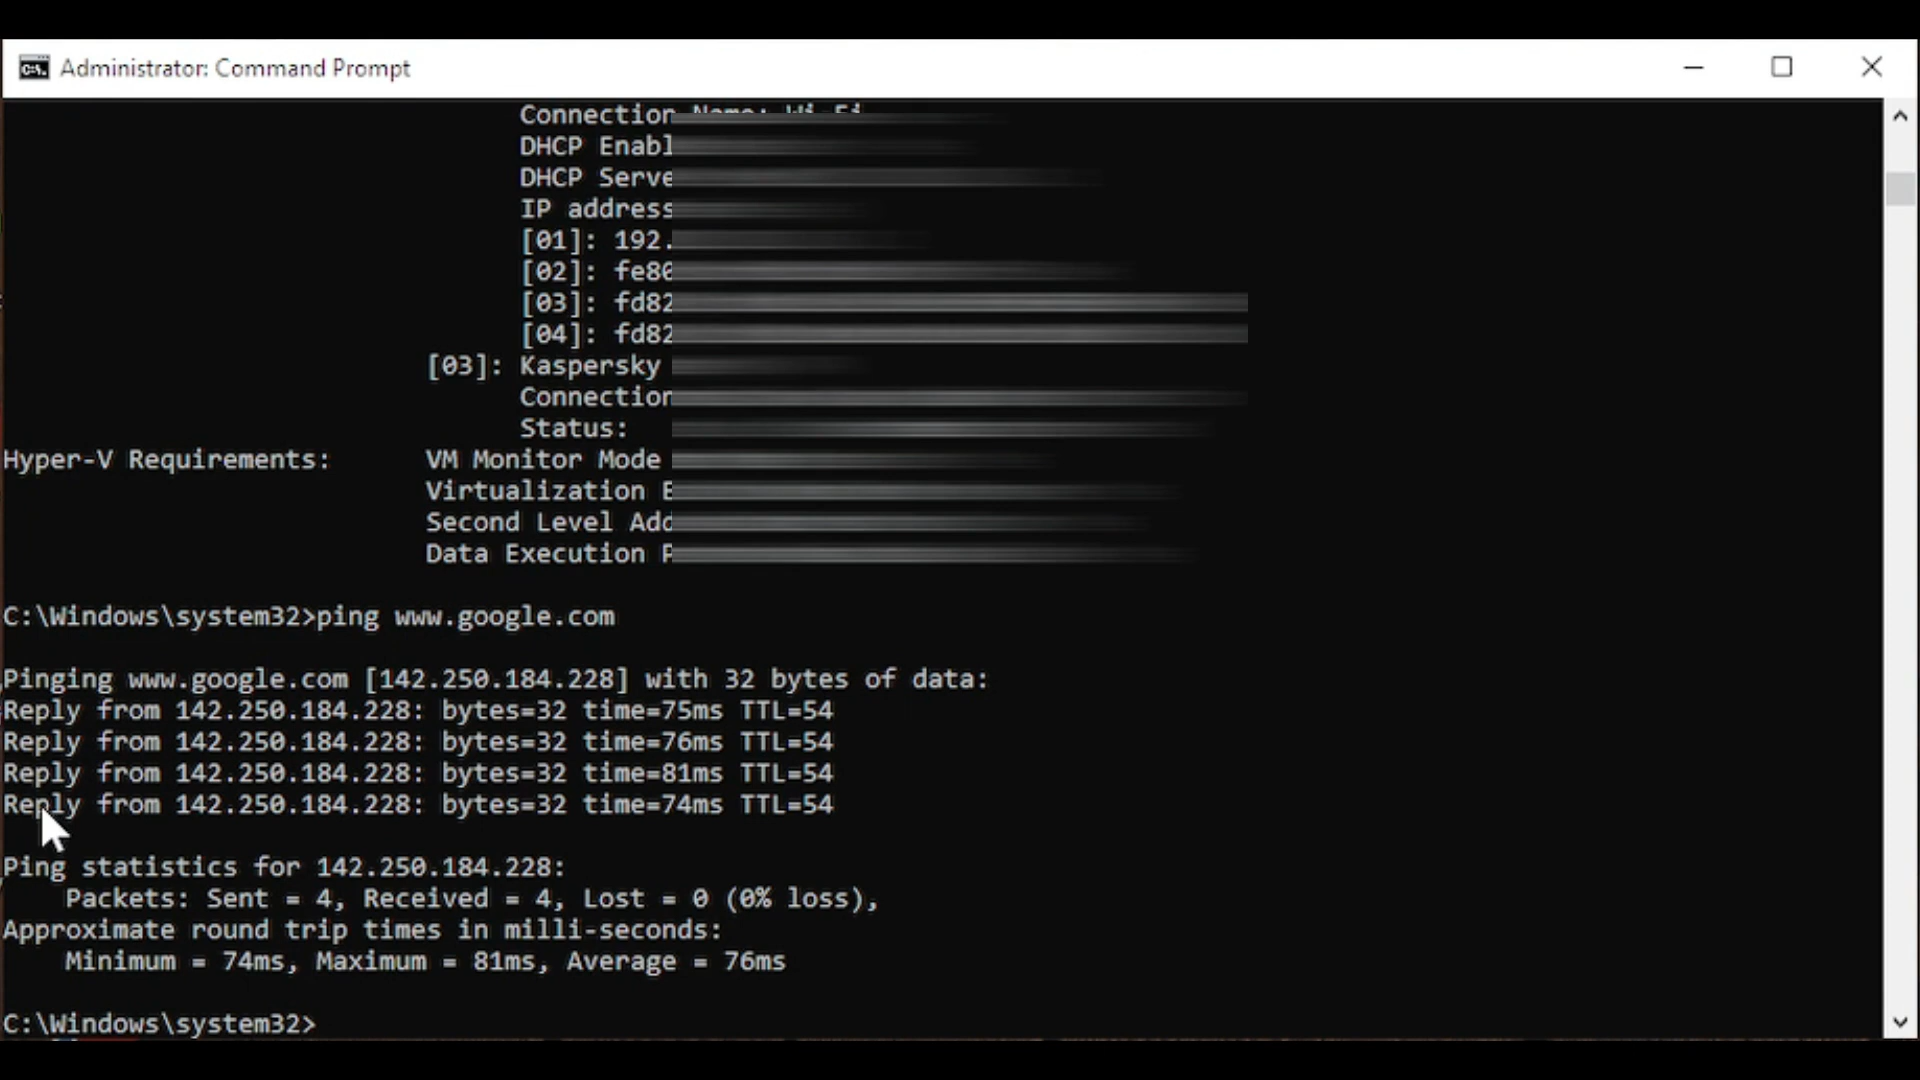 Administrator: Command Prompt
Connection Name: Wi-Fi
DHCP
DHCP
IP address
[01]: 192.
[02]: fe80
[03]: fd82
[04]: fd82
[03]: Kaspersky
Connection
Status:
Hyper-V Requirements: VM Monitor Mode
Virtualization
Second Level
Data Execution
C:\Windows\system32>ping www.google.com
Pinging www.google.com [142.250.184.228] with 32 bytes of data:
Reply from 142.250.184.228: bytes=32 time=75ms TTL=54
Reply from 142.250.184.228: bytes=32 time=76ms TTL=54
Reply from 142.250.184.228: bytes=32 time=81ms TTL=54
Reply from 142.250.184.228: bytes=32 time=74ms TTL=54
Ping statistics for 142.250.184.228:
Packets: Sent = 4, Received = 4, Lost = 0 (0% loss),
Approximate round trip times in milli-seconds:
Minimum = 74ms, Maximum = 81ms, Average = 76ms
C:\Windows\system32>